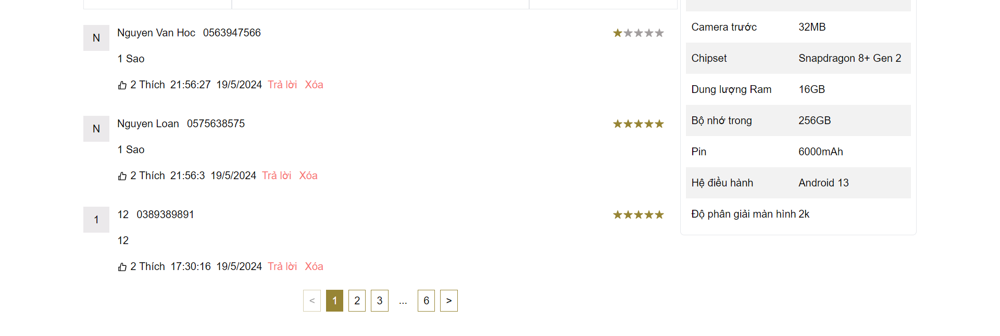 N
Nguyen Van Hoc 0563947566
1 Sao
2 Thích 21:56:27 19/5/2024 Trả lời Xóa
N
Nguyen Loan 0575638575
1 Sao
2 Thích 21:56:3 19/5/2024 Trả lời Xóa
1
12 0389389891
12
2 Thích 17:30:16 19/5/2024 Trả lời Xóa
< 1 2 3 ... 6 >
Camera trước 32MB
Chipset Snapdragon 8+ Gen 2
Dung lượng Ram 16GB
Bộ nhớ trong 256GB
Pin 6000mAh
Hệ điều hành Android 13
Độ phân giải màn hình 2k